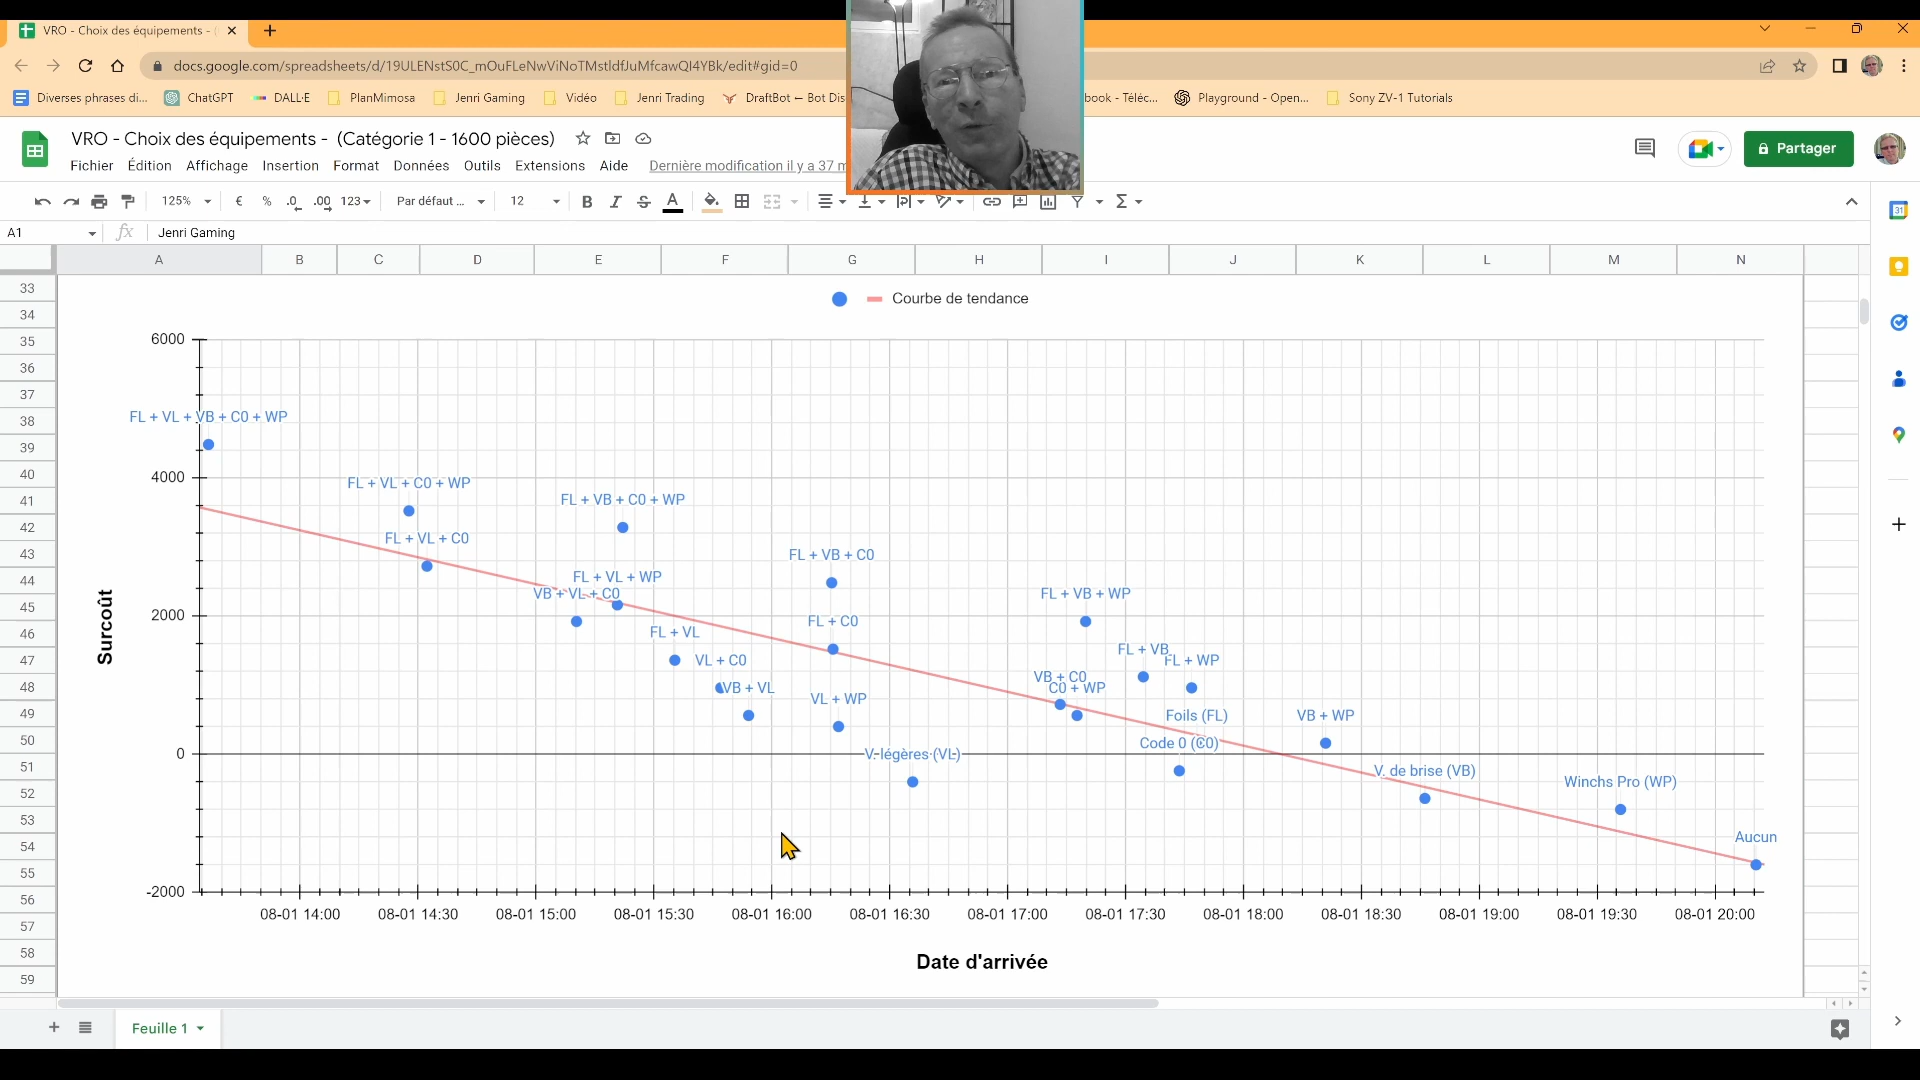 VRO - Choix des équipements - (
docs.google.com/spreadsheets/d/19ULENstS0C_mOuFLeNwViNoTMstldfJuMfcawQI4YBk/edit#gid=0
Diverses phrases di... ChatGPT DALL·E PlanMimosa Jenri Gaming Vidéo Jenri Trading DraftBot ← Bot Dis book - Téléc... Playground - Open... Sony ZV-1 Tutorials
VRO - Choix des équipements - (Catégorie 1 - 1600 pièces)
Fichier Édition Affichage Insertion Format Données Outils Extensions Aide Dernière modification il y a 37 m
Partager
125% € % .0 .00 123 Par défaut ... 12 B I S A Σ
A1 fx Jenri Gaming
A B C D E F G H I J K L M N
33
34
35
36
37
38
39
40
41
42
43
44
45
46
47
48
49
50
51
52
53
54
55
56
57
58
59
Courbe de tendance
6000
FL + VL + VB + C0 + WP
4000
FL + VL + C0 + WP
FL + VB + C0 + WP
FL + VL + C0
FL + VB + C0
FL + VL + WP
VB + VL + C0
FL + VB + WP
2000
FL + C0
FL + VL
FL + VB
VL + C0
FL + WP
VB + C0
VB + VL
C0 + WP
VL + WP
Foils (FL)
VB + WP
Code 0 (C0)
0
V. légères (VL)
V. de brise (VB)
Winchs Pro (WP)
Aucun
-2000
Surcoût
08-01 14:00 08-01 14:30 08-01 15:00 08-01 15:30 08-01 16:00 08-01 16:30 08-01 17:00 08-01 17:30 08-01 18:00 08-01 18:30 08-01 19:00 08-01 19:30 08-01 20:00
Date d'arrivée
Feuille 1
31